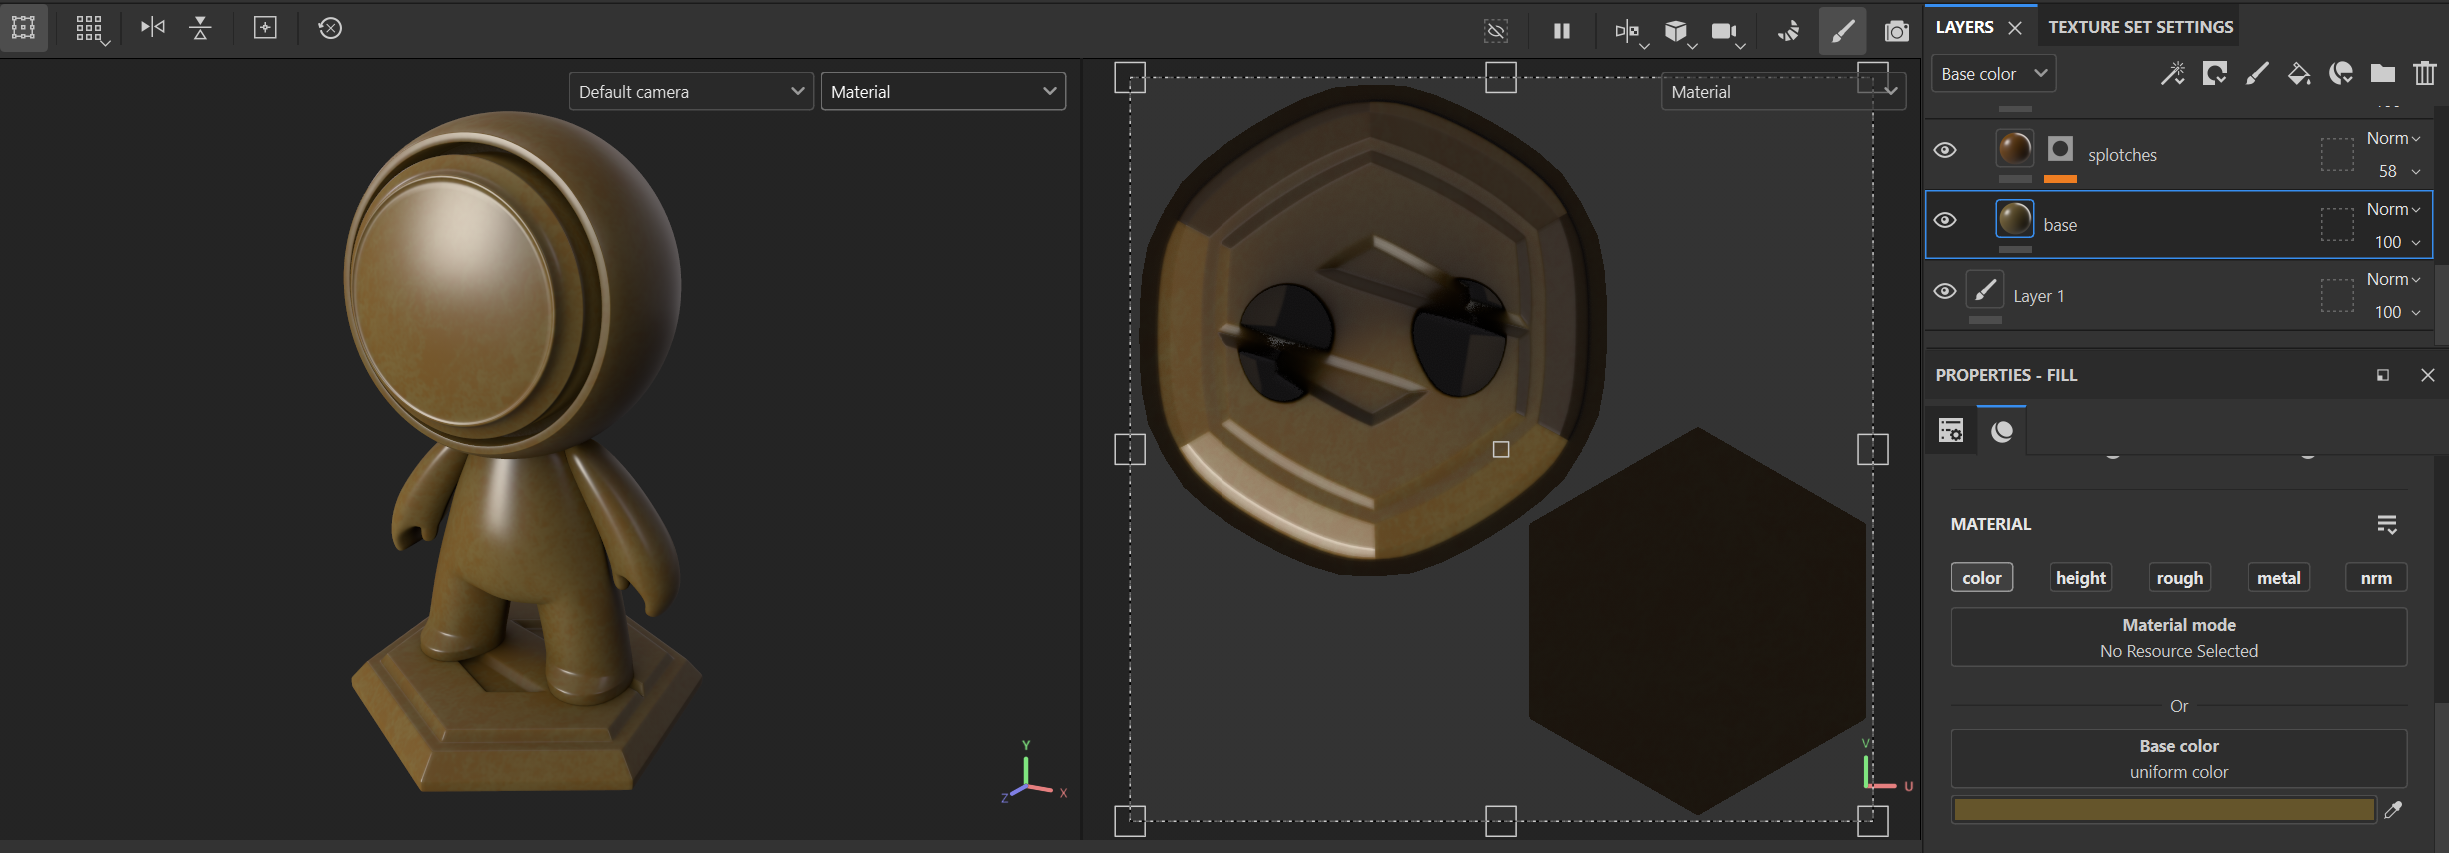 LAYERS
TEXTURE SET SETTINGS
Default camera
Material
Material
Base color
splotches
Norm
58
base
Norm
100
Layer 1
Norm
100
PROPERTIES - FILL
MATERIAL
color height rough metal nrm
Material mode
No Resource Selected
Or
Base color
uniform color
Y
Z X
V
U